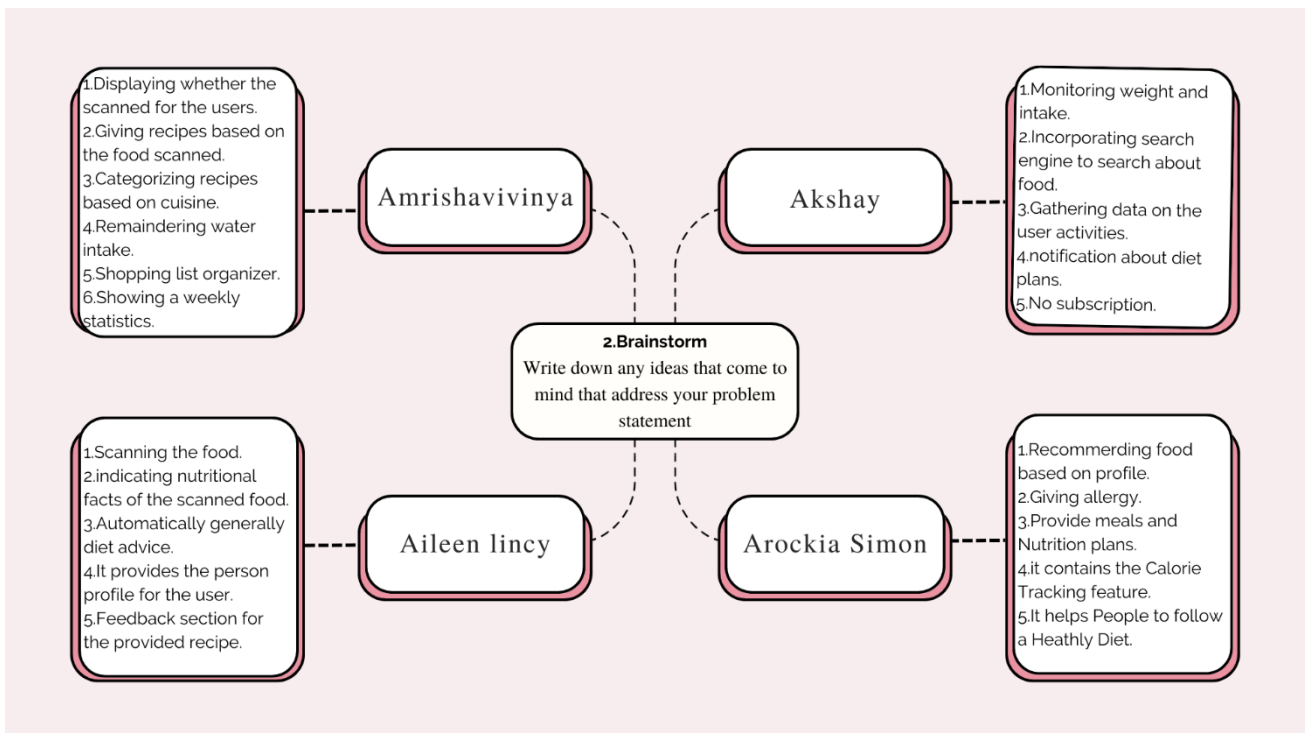 1.Displaying whether the
scanned for the users.
2.Giving recipes based on
the food scanned.
3.Categorizing recipes
based on cuisine.
4.Remaindering water
intake.
5.Shopping list organizer.
6.Showing a weekly
statistics.
Amrishavivinya
Akshay
1.Monitoring weight and
intake.
2.Incorporating search
engine to search about
food.
3.Gathering data on the
user activities.
4.notification about diet
plans.
5.No subscription.
2.Brainstorm
Write down any ideas that come to
mind that address your problem
statement
1.Scanning the food.
2.indicating nutritional
facts of the scanned food.
3.Automatically generally
diet advice.
4.It provides the person
profile for the user.
5.Feedback section for
the provided recipe.
Aileen lincy
Arockia Simon
1.Recommerding food
based on profile.
2.Giving allergy.
3.Provide meals and
Nutrition plans.
4.it contains the Calorie
Tracking feature.
5.It helps People to follow
a Heathly Diet.